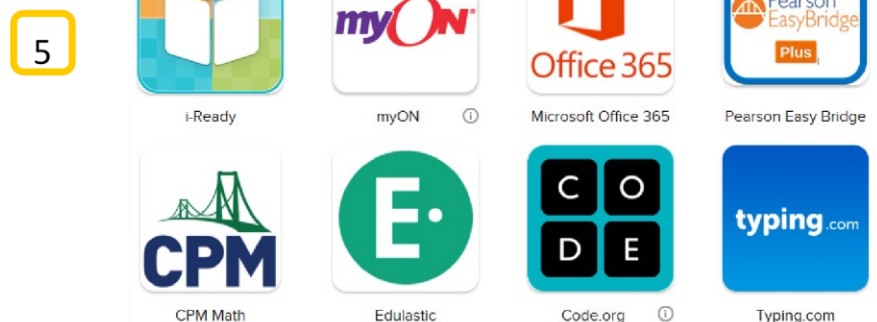 5
myON
Office 365
Pearson
EasyBridge
Plus
i-Ready
myON
Microsoft Office 365
Pearson Easy Bridge
CPM
E
C O
D E
typing.com
CPM Math
Edulastic
Code.org
Typing.com